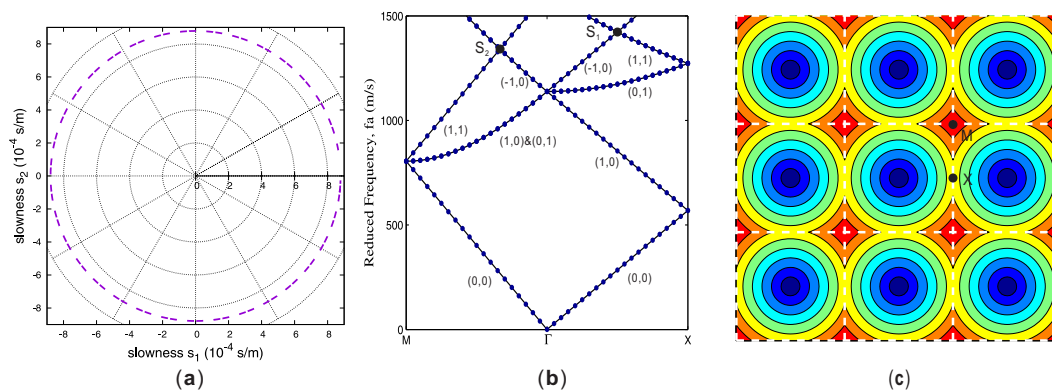 8
6
4
2
0
-2
-4
-6
-8
slowness s2 (10-4 s/m)
0 2 4 6 8
-8 -6 -4 -2 0 2 4 6 8
slowness s1 (10-4 s/m)
(a)
1500
1000
500
0
Reduced Frequency, fa (m/s)
S2
S1
(-1,0)
(-1,0)
(1,1)
(0,1)
(1,1)
(1,0)&(0,1)
(1,0)
(0,0)
(0,0)
M Γ X
(b)
M
X
(c)